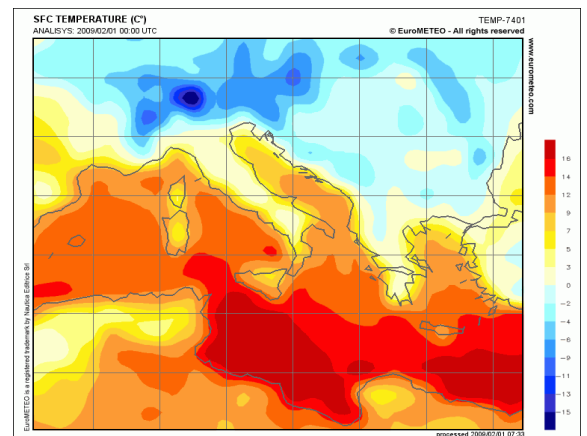 SFC TEMPERATURE (C°)
TEMP-7401
ANALISYS: 2009/02/01 00:00 UTC
© EuroMETEO - All rights reserved
www.eurometeo.com
16
14
12
9
7
5
3
0
−2
−4
−6
−9
−11
−13
−15
EuroMETEO is a registered trademark by Nautica Editrice Srl
processed 2009/02/01 07:33